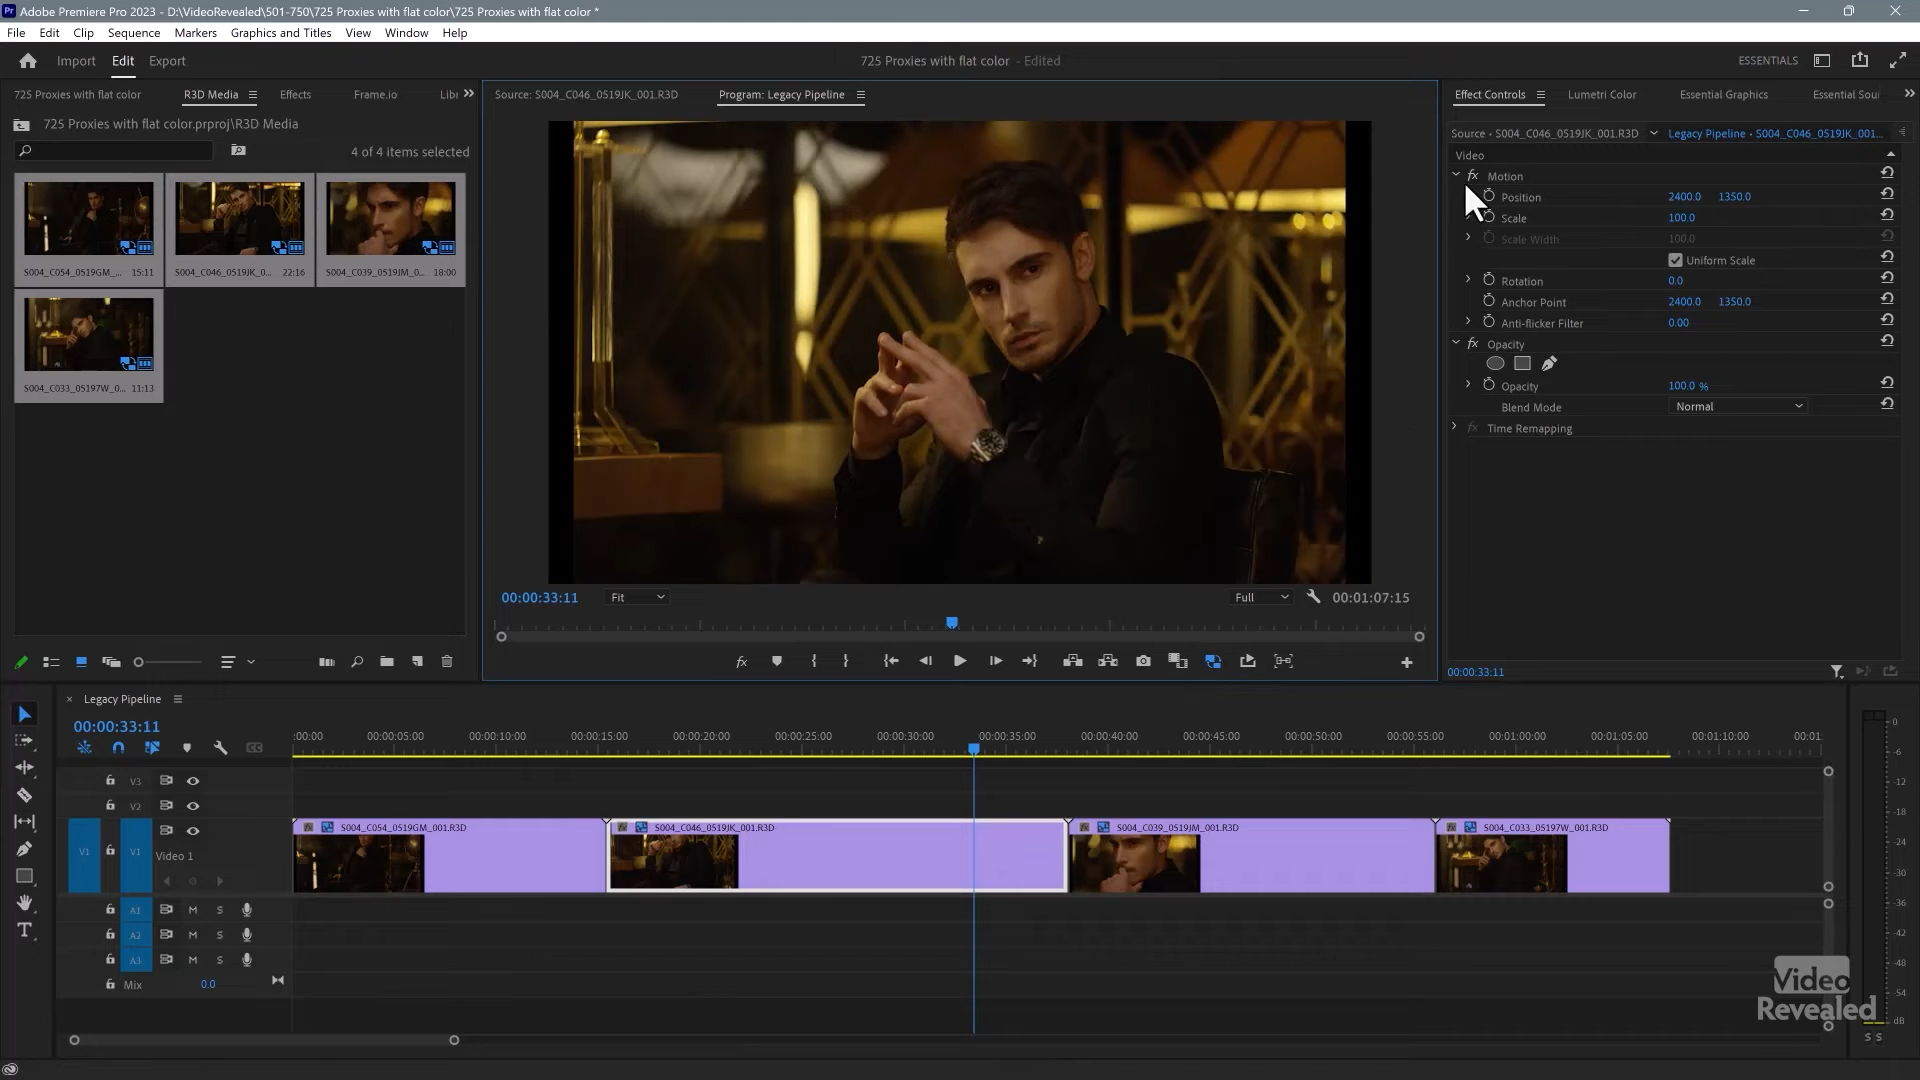 Adobe Premiere Pro 2023 - D:\VideoRevealed\501-750\725 Proxies with flat color\725 Proxies with flat color *
File Edit Clip Sequence Markers Graphics and Titles View Window Help
Import Edit Export
725 Proxies with flat color - Edited
ESSENTIALS
725 Proxies with flat color R3D Media Effects Frame.io Libr
Source: S004_C046_0519JK_001.R3D Program: Legacy Pipeline
Effect Controls Lumetri Color Essential Graphics Essential Soui
725 Proxies with flat color.prproj\R3D Media
4 of 4 items selected
S004_C054_0519GM_... 15:11
S004_C046_0519JK_0... 22:16
S004_C039_0519JM_0... 18:00
S004_C033_05197W_0... 11:13
Source • S004_C046_0519JK_001.R3D Legacy Pipeline • S004_C046_0519JK_001...
Video
fx Motion
Position 2400.0 1350.0
Scale 100.0
Scale Width 100.0
Uniform Scale
Rotation 0.0
Anchor Point 2400.0 1350.0
Anti-flicker Filter 0.00
fx Opacity
Opacity 100.0 %
Blend Mode Normal
fx Time Remapping
00:00:33:11
00:00:33:11 Fit Full 00:01:07:15
Legacy Pipeline
00:00:33:11
:00:00 00:00:05:00 00:00:10:00 00:00:15:00 00:00:20:00 00:00:25:00 00:00:30:00 00:00:35:00 00:00:40:00 00:00:45:00 00:00:50:00 00:00:55:00 00:01:00:00 00:01:05:00 00:01:10:00 00:01:
V3
V2
V1 V1 Video 1
S004_C054_0519GM_001.R3D S004_C046_0519JK_001.R3D S004_C039_0519JM_001.R3D S004_C033_05197W_001.R3D
A1 M S
A2 M S
A3 M S
Mix 0.0
0
-6
-12
-18
-24
-30
-36
-42
-48
-54
dB
S S
Video
Revealed